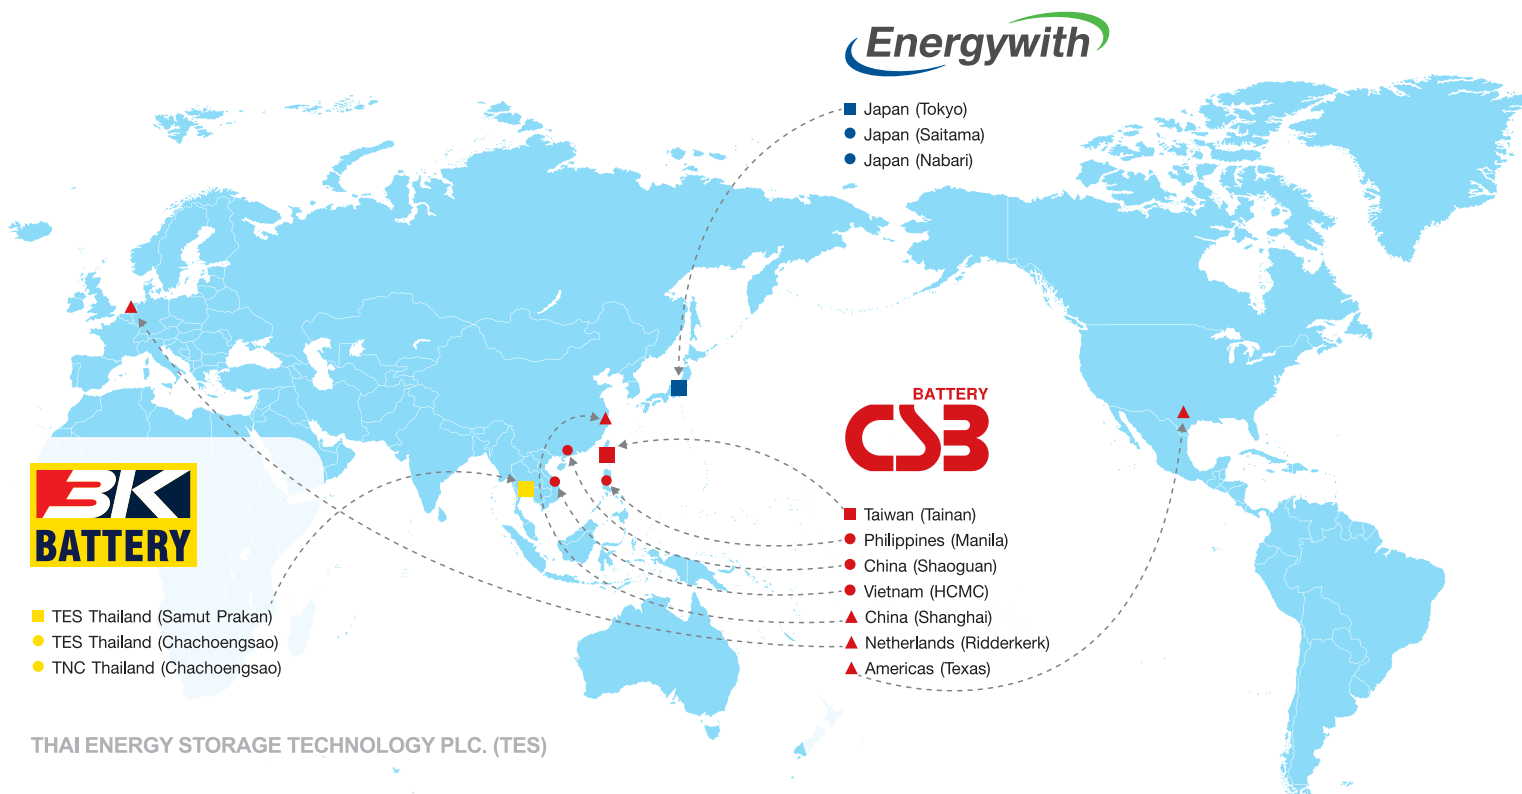 Energywith
Japan (Tokyo)
Japan (Saitama)
Japan (Nabari)
BATTERY
CSB
Taiwan (Tainan)
Philippines (Manila)
China (Shaoguan)
Vietnam (HCMC)
China (Shanghai)
Netherlands (Ridderkerk)
Americas (Texas)
3K
BATTERY
TES Thailand (Samut Prakan)
TES Thailand (Chachoengsao)
TNC Thailand (Chachoengsao)
THAI ENERGY STORAGE TECHNOLOGY PLC. (TES)